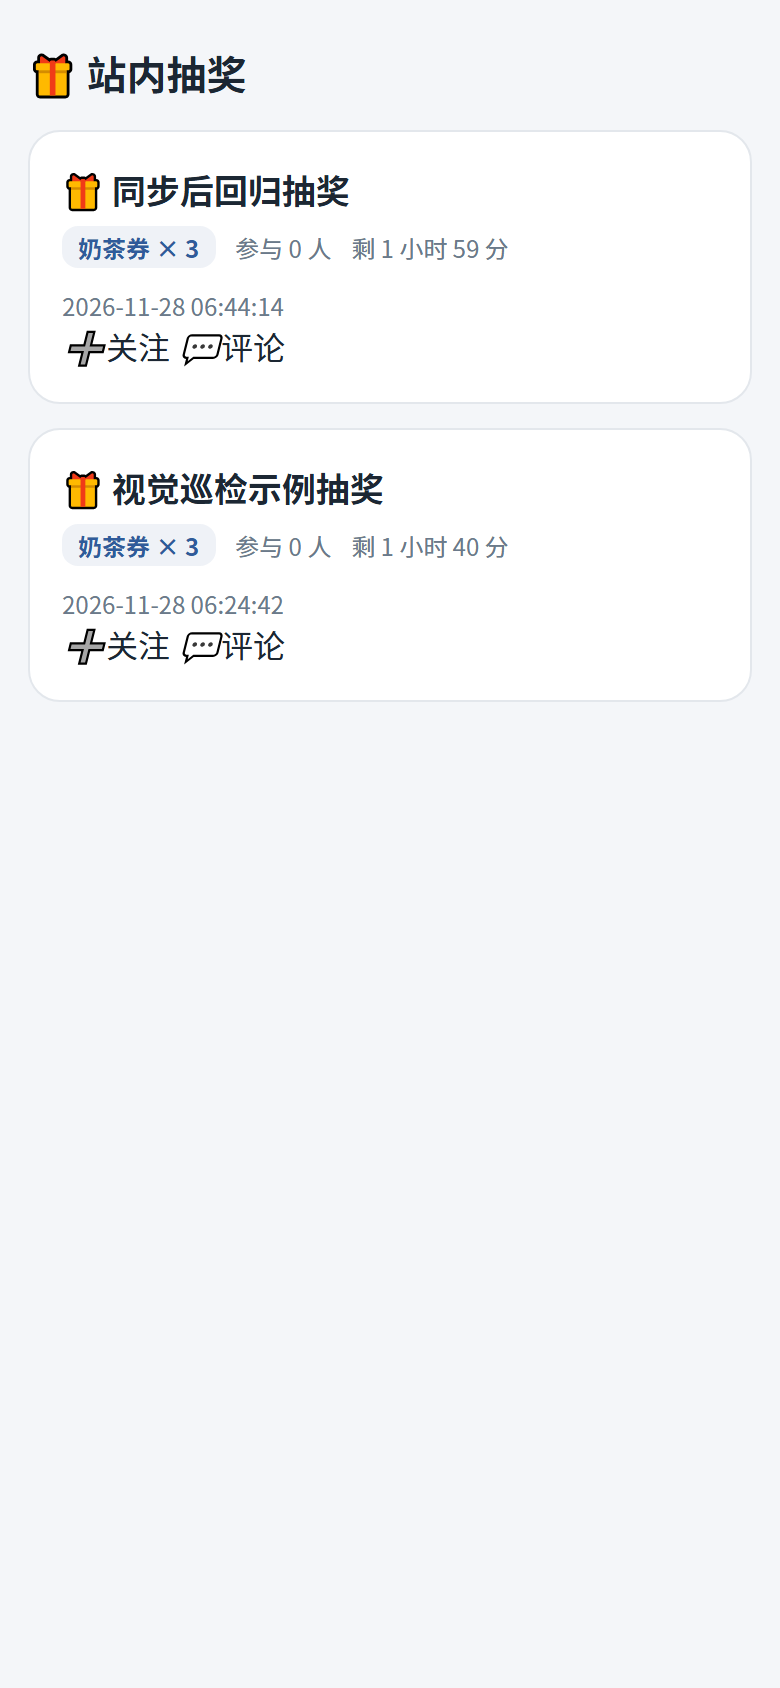 🎁 站内抽奖
🎁 同步后回归抽奖
奶茶券 × 3 参与 0 人 剩 1 小时 59 分
2026-11-28 06:44:14
➕关注 💬评论
🎁 视觉巡检示例抽奖
奶茶券 × 3 参与 0 人 剩 1 小时 40 分
2026-11-28 06:24:42
➕关注 💬评论